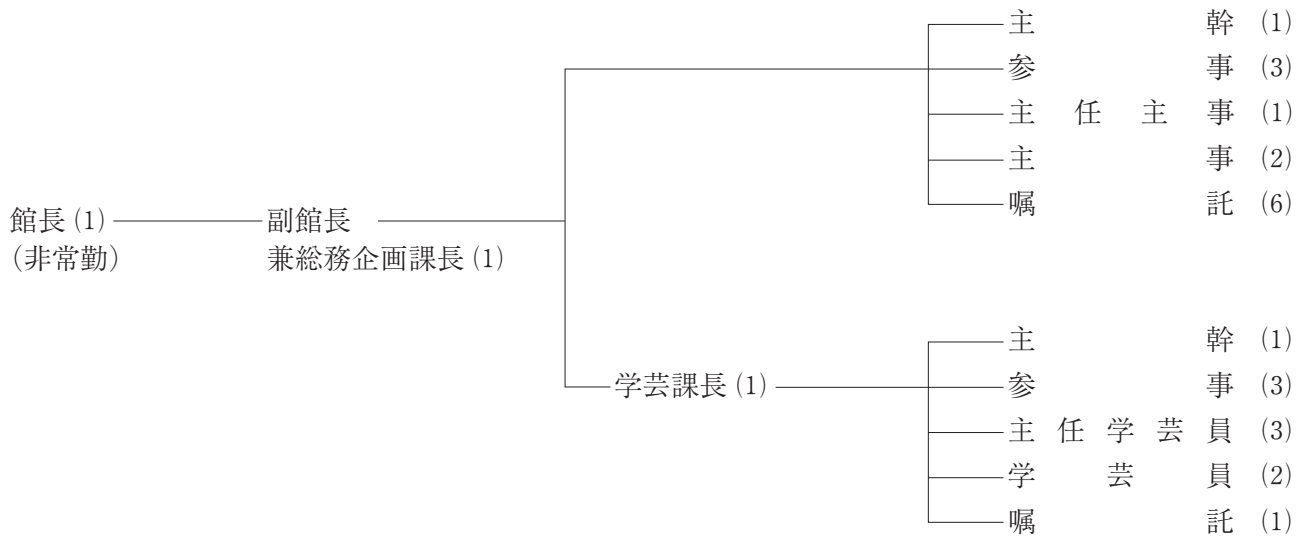 主幹 (1)
参事 (3)
主任主事 (1)
主事 (2)
嘱託 (6)
館長 (1)
(非常勤)
副館長
兼総務企画課長 (1)
学芸課長 (1)
主幹 (1)
参事 (3)
主任学芸員 (3)
学芸員 (2)
嘱託 (1)